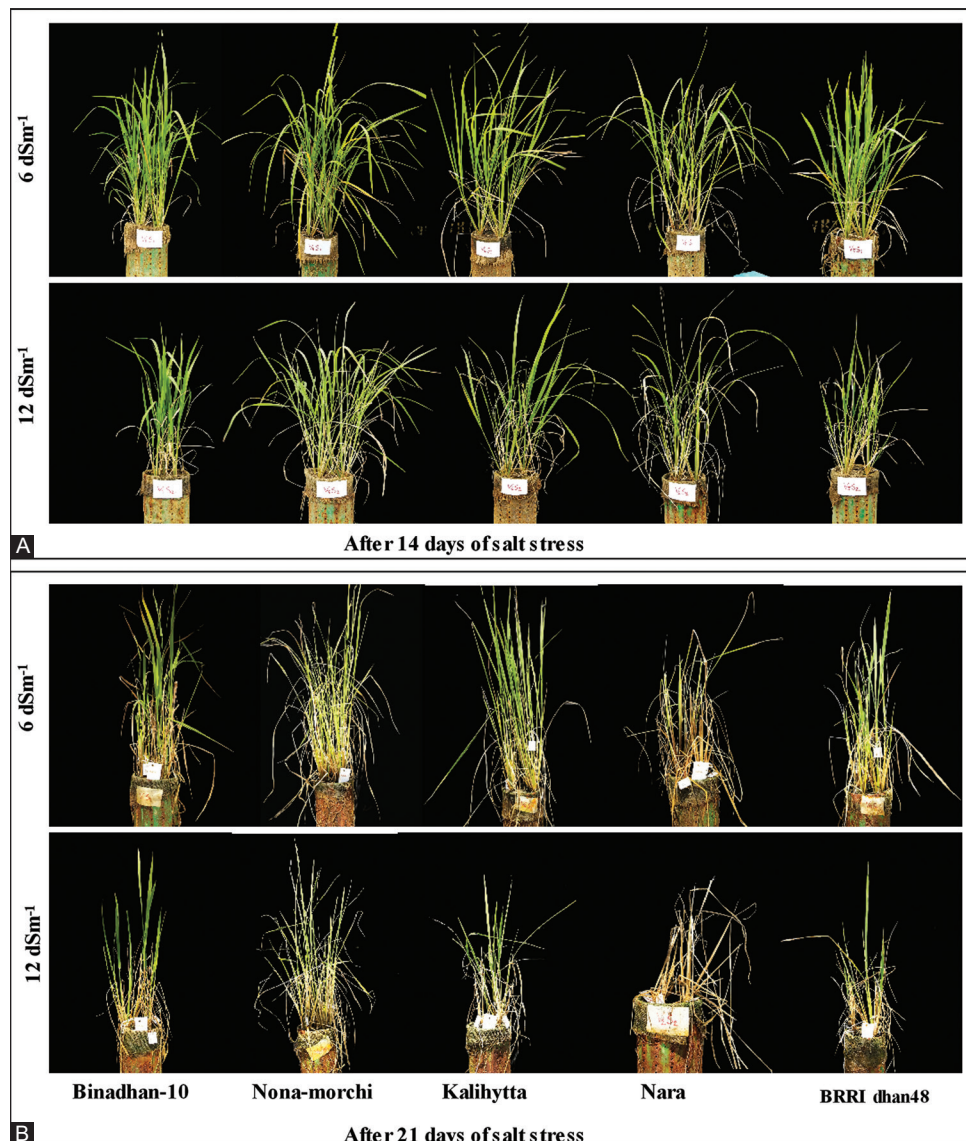 6 dSm⁻¹
12 dSm⁻¹
A
After 14 days of salt stress
6 dSm⁻¹
12 dSm⁻¹
Binadhan-10 Nona-morchi Kalihytta Nara BRRI dhan48
B
After 21 days of salt stress